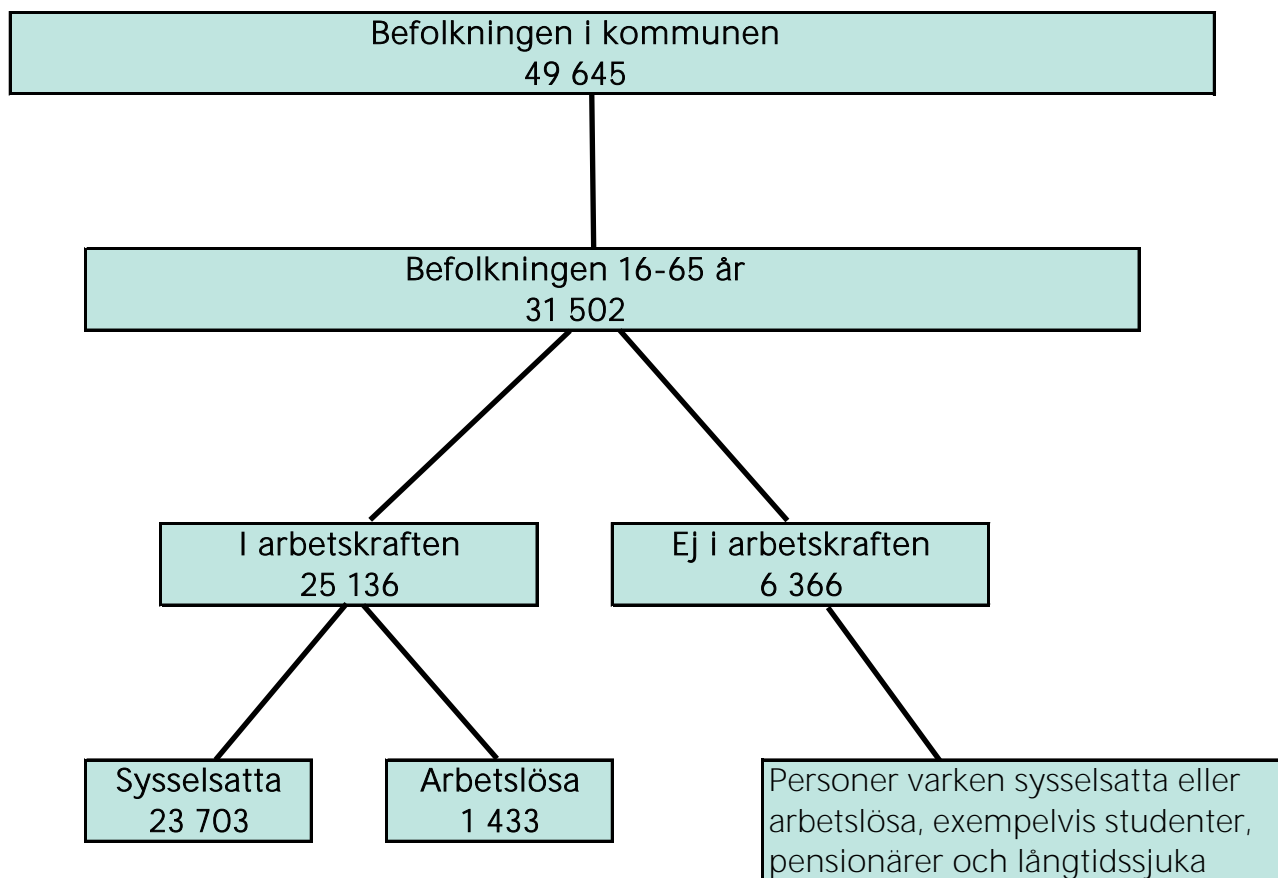 Befolkningen i kommunen
49 645
Befolkningen 16-65 år
31 502
I arbetskraften
25 136
Ej i arbetskraften
6 366
Sysselsatta
23 703
Arbetslösa
1 433
Personer varken sysselsatta eller
arbetslösa, exempelvis studenter,
pensionärer och långtidssjuka